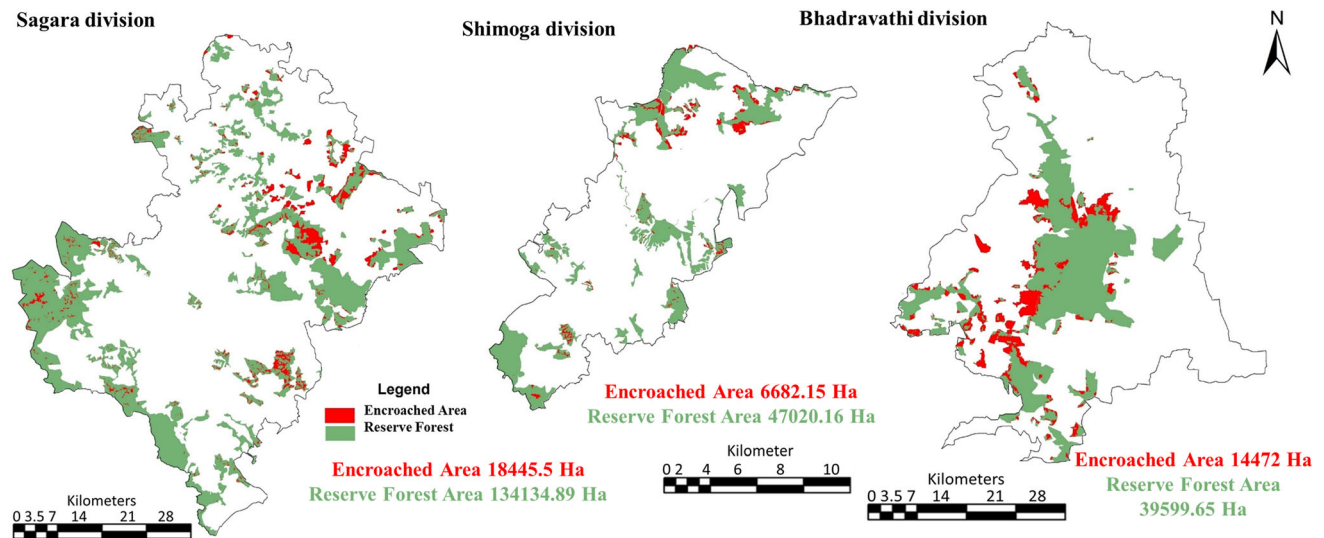 Sagara division
Shimoga division
Bhadravathi division
N
Legend
Encroached Area
Reserve Forest
Encroached Area 18445.5 Ha
Reserve Forest Area 134134.89 Ha
Kilometers
0 3.5 7 14 21 28
Encroached Area 6682.15 Ha
Reserve Forest Area 47020.16 Ha
Kilometer
0 2 4 6 8 10
Encroached Area 14472 Ha
Reserve Forest Area
39599.65 Ha
Kilometers
0 3.5 7 14 21 28